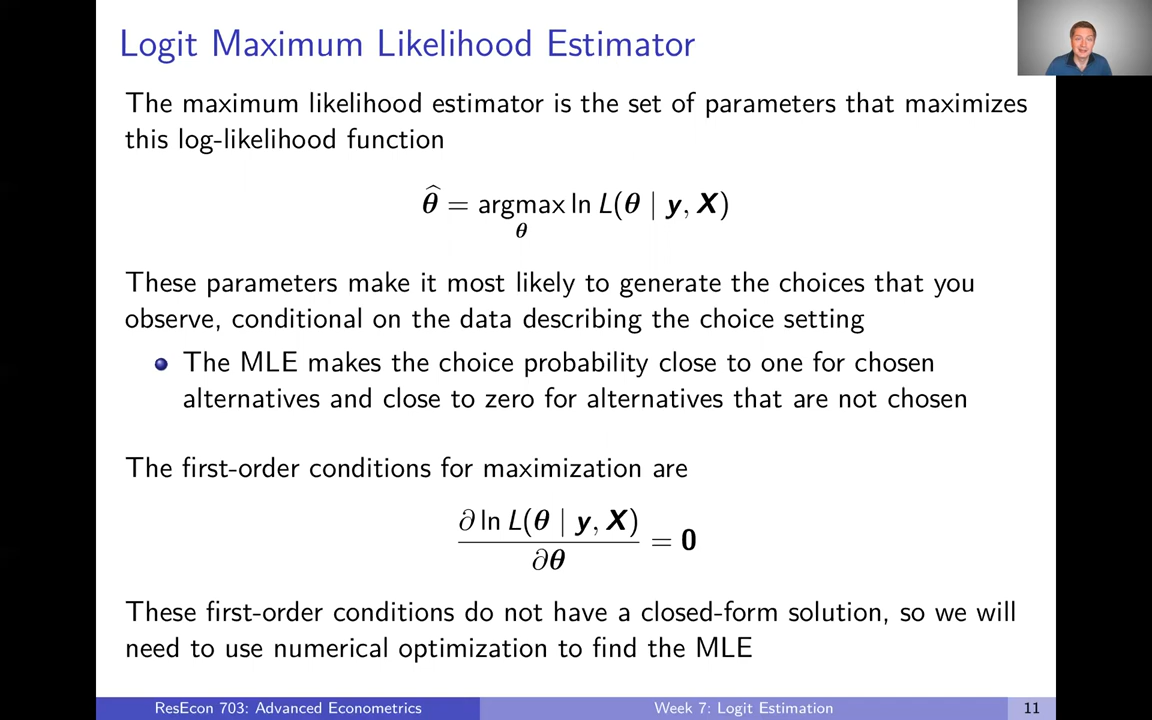 Logit Maximum Likelihood Estimator
The maximum likelihood estimator is the set of parameters that maximizes
this log-likelihood function
θ̂ = argmax ln L(θ | y, X)
θ
These parameters make it most likely to generate the choices that you
observe, conditional on the data describing the choice setting
The MLE makes the choice probability close to one for chosen
alternatives and close to zero for alternatives that are not chosen
The first-order conditions for maximization are
∂ ln L(θ | y, X)
= 0
∂θ
These first-order conditions do not have a closed-form solution, so we will
need to use numerical optimization to find the MLE
ResEcon 703: Advanced Econometrics Week 7: Logit Estimation 11